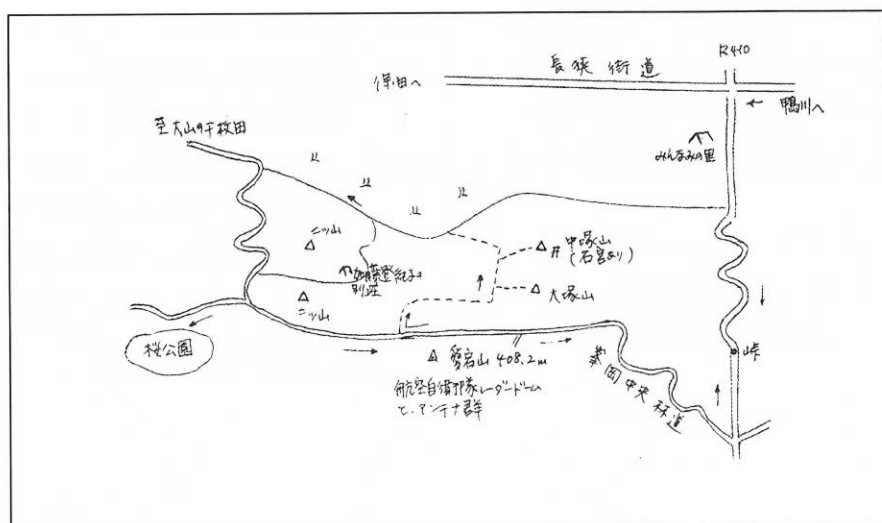 R410
長狭街道
保田へ
鴨川へ
至大山の千枚田
みんなみの里
二ッ山
中塚山
(石宮あり)
加藤登紀子の
別荘
大塚山
二ッ山
桜公園
愛宕山 408.2m
峠
航空自衛隊レーダードーム
と、アンテナ群
嶺岡中央林道